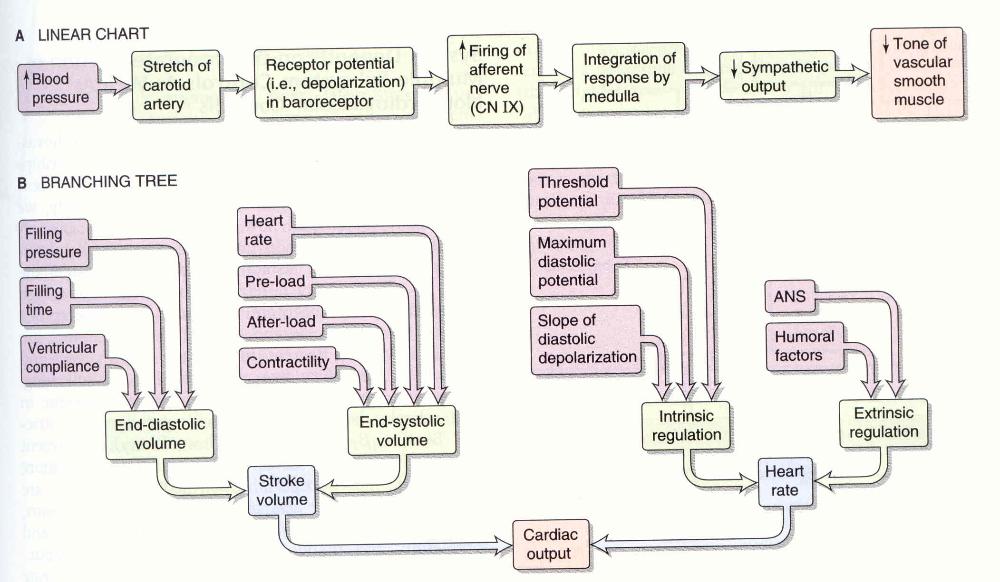 A LINEAR CHART
↑ Blood
pressure
Stretch of
carotid
artery
Receptor potential
(i.e., depolarization)
in baroreceptor
↑ Firing of
afferent
nerve
(CN IX)
Integration of
response by
medulla
↓ Sympathetic
output
↓ Tone of
vascular
smooth
muscle
B BRANCHING TREE
Filling
pressure
Filling
time
Ventricular
compliance
Heart
rate
Pre-load
After-load
Contractility
Threshold
potential
Maximum
diastolic
potential
Slope of
diastolic
depolarization
ANS
Humoral
factors
End-diastolic
volume
End-systolic
volume
Intrinsic
regulation
Extrinsic
regulation
Stroke
volume
Heart
rate
Cardiac
output